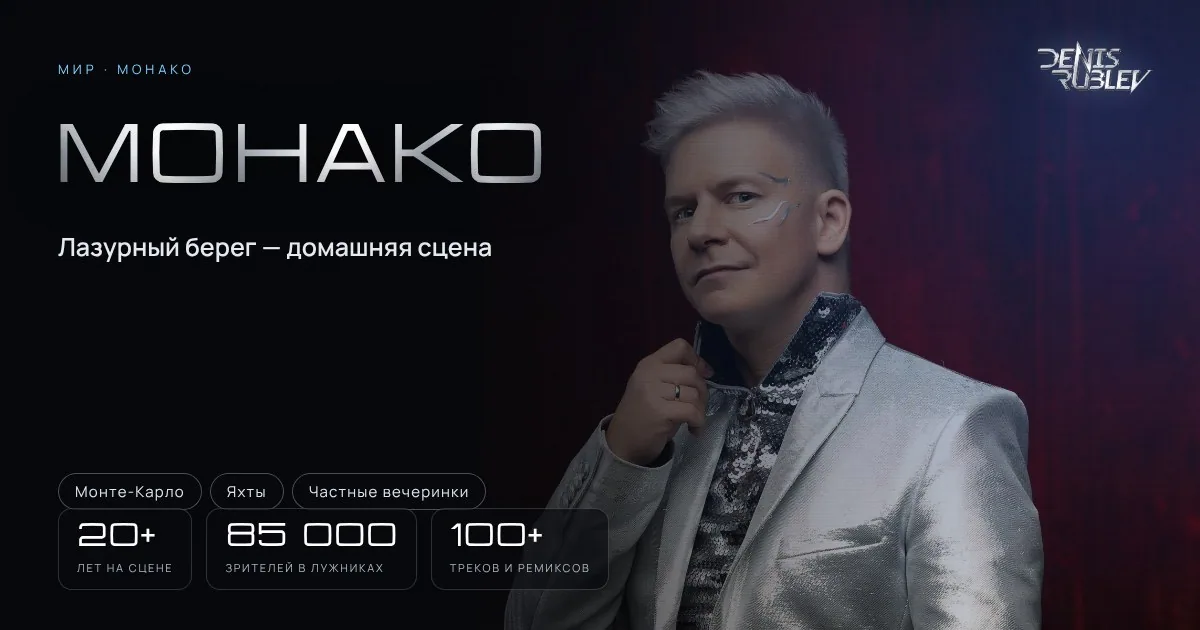 МИР · МОНАКО
DENIS
RUBLEV
МОНАКО
Лазурный берег — домашняя сцена
Монте-Карло
Яхты
Частные вечеринки
20+
ЛЕТ НА СЦЕНЕ
85 000
ЗРИТЕЛЕЙ В ЛУЖНИКАХ
100+
ТРЕКОВ И РЕМИКСОВ